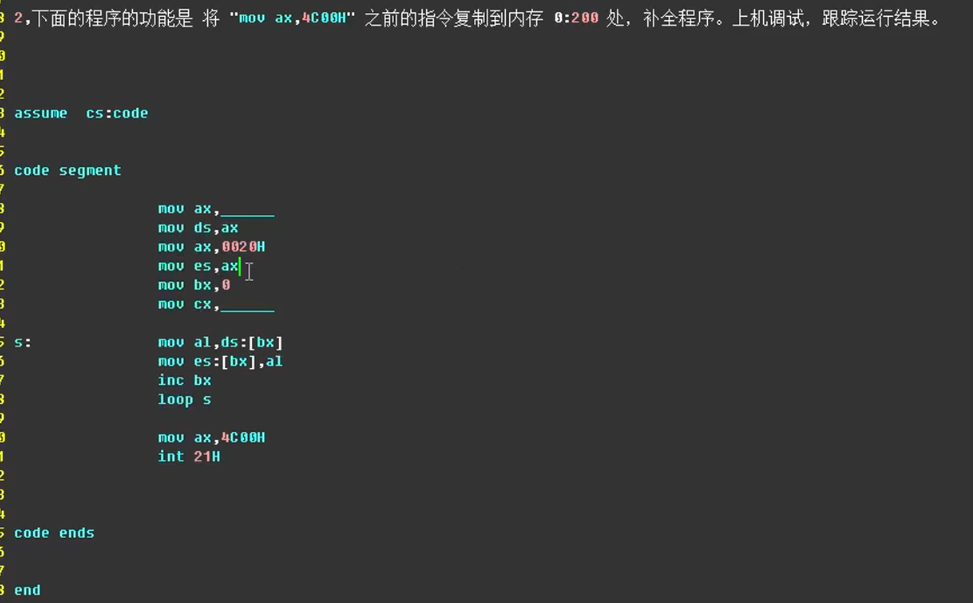 2,下面的程序的功能是 将 "mov ax,4C00H" 之前的指令复制到内存 0:200 处，补全程序。上机调试，跟踪运行结果。
assume cs:code
code segment
mov ax,______
mov ds,ax
mov ax,0020H
mov es,ax
mov bx,0
mov cx,______
s: mov al,ds:[bx]
mov es:[bx],al
inc bx
loop s
mov ax,4C00H
int 21H
code ends
end